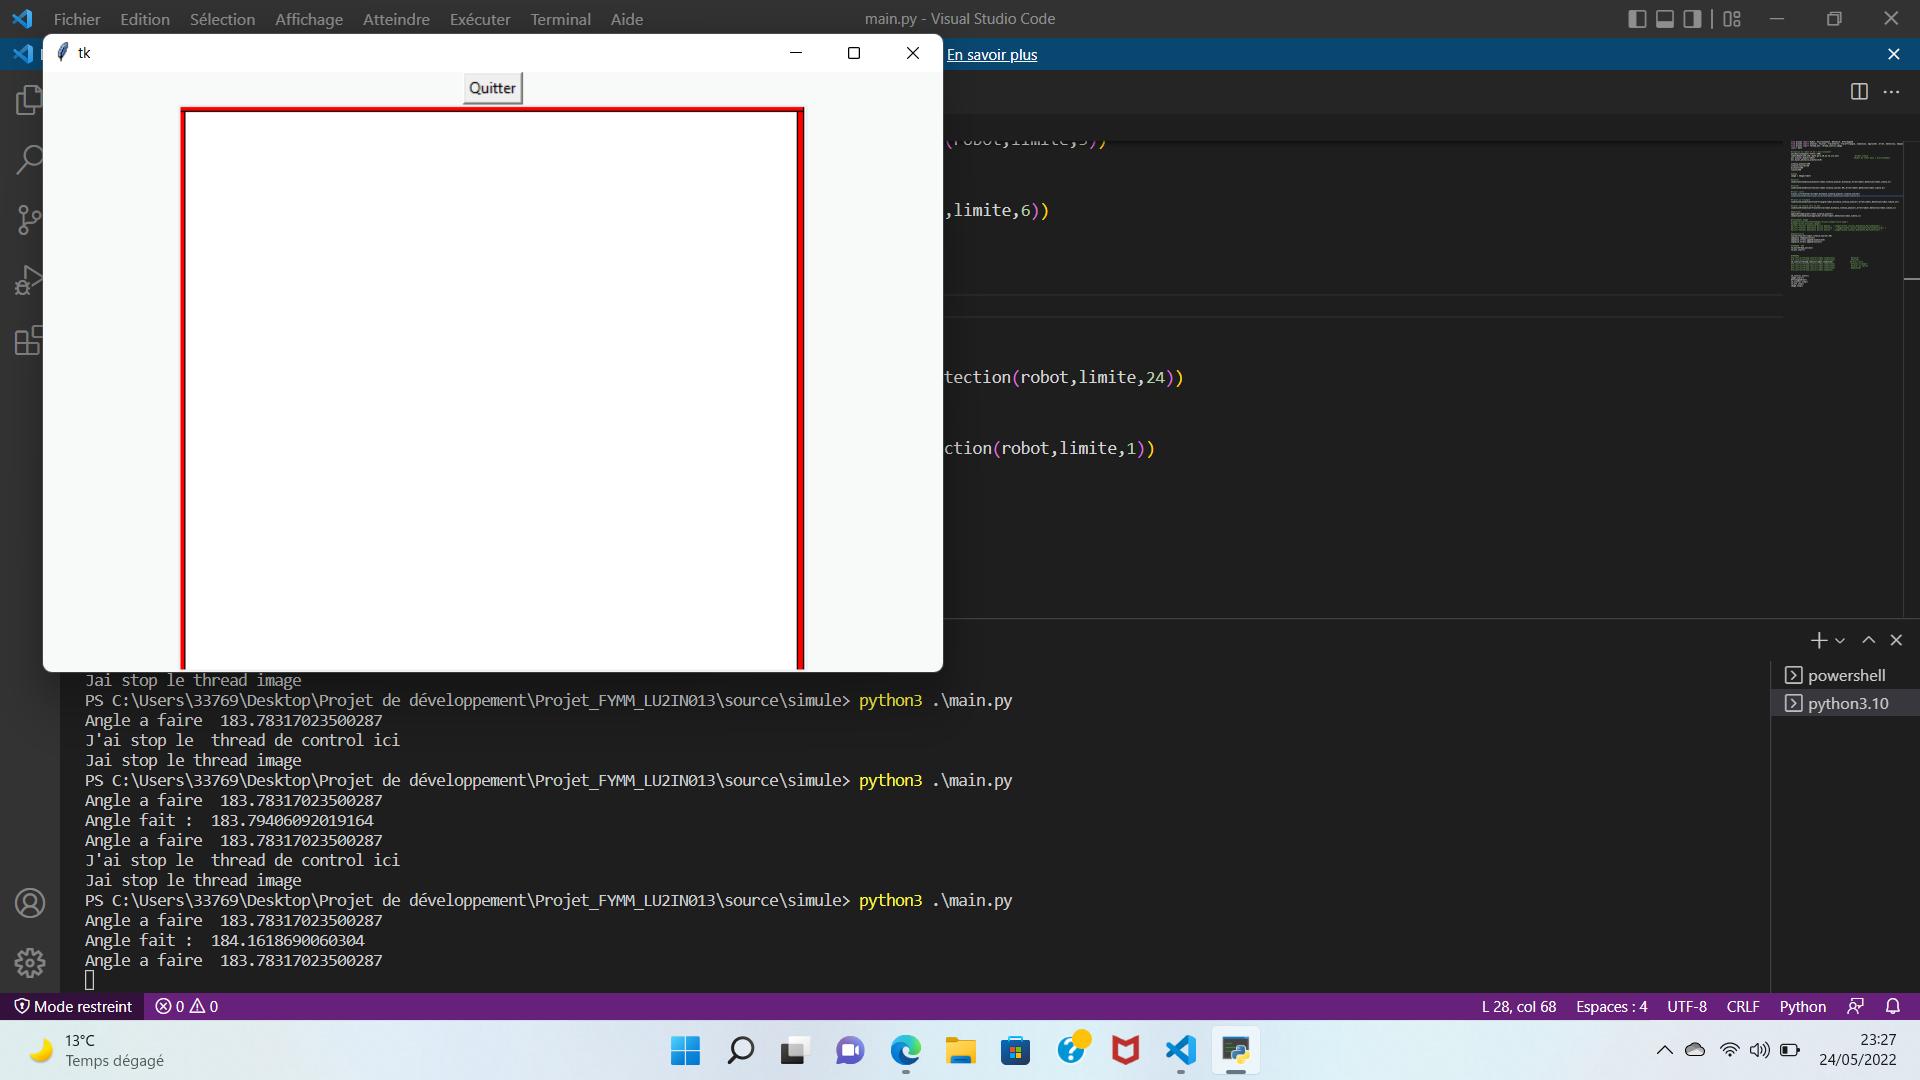 Fichier Edition Sélection Affichage Atteindre Exécuter Terminal Aide
main.py - Visual Studio Code
En savoir plus
tk
Quitter
(robot,limite,5))
,limite,6))
tection(robot,limite,24))
ction(robot,limite,1))
powershell
python3.10
Jai stop le thread image
PS C:\Users\33769\Desktop\Projet de développement\Projet_FYMM_LU2IN013\source\simule> python3 .\main.py
Angle a faire  183.78317023500287
J'ai stop le  thread de control ici
Jai stop le thread image
PS C:\Users\33769\Desktop\Projet de développement\Projet_FYMM_LU2IN013\source\simule> python3 .\main.py
Angle a faire  183.78317023500287
Angle fait :  183.79406092019164
Angle a faire  183.78317023500287
J'ai stop le  thread de control ici
Jai stop le thread image
PS C:\Users\33769\Desktop\Projet de développement\Projet_FYMM_LU2IN013\source\simule> python3 .\main.py
Angle a faire  183.78317023500287
Angle fait :  184.1618690060304
Angle a faire  183.78317023500287
Mode restreint
0 0
L 28, col 68
Espaces : 4
UTF-8
CRLF
Python
13°C
Temps dégagé
23:27
24/05/2022